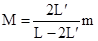 M = 2L′ / (L - 2L′) m